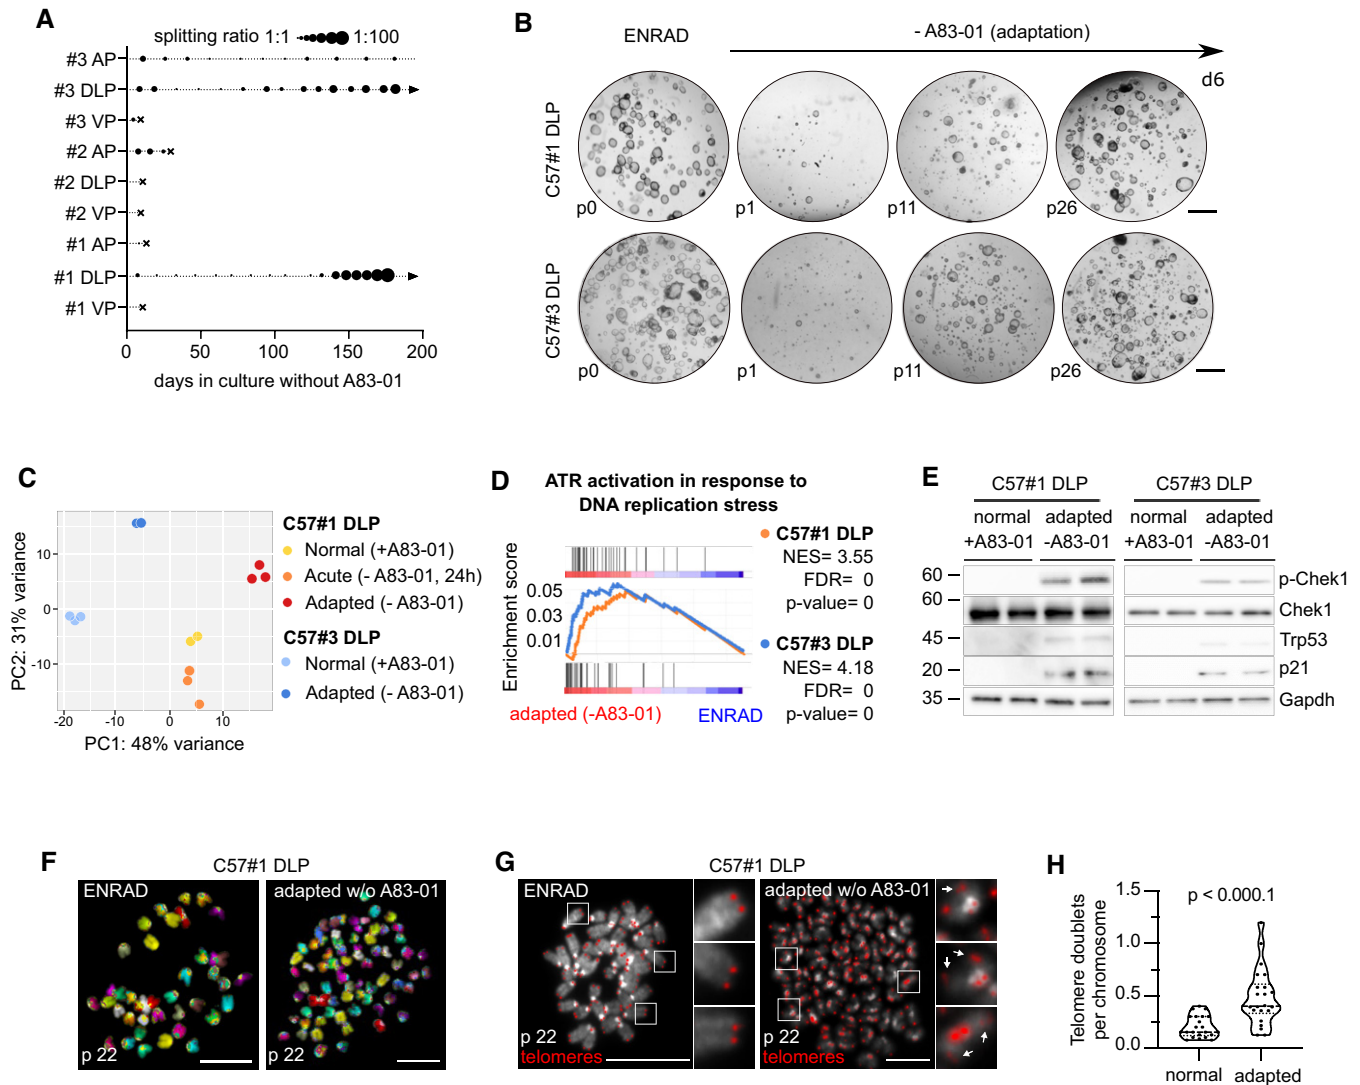 A
splitting ratio 1:1 1:100
#3 AP
#3 DLP
#3 VP
#2 AP
#2 DLP
#2 VP
#1 AP
#1 DLP
#1 VP
0 50 100 150 200
days in culture without A83-01
B
ENRAD
- A83-01 (adaptation)
d6
C57#1 DLP
p0 p1 p11 p26
C57#3 DLP
p0 p1 p11 p26
C
PC2: 31% variance
10
0
-10
-20 -10 0 10
PC1: 48% variance
C57#1 DLP
Normal (+A83-01)
Acute (- A83-01, 24h)
Adapted (- A83-01)
C57#3 DLP
Normal (+A83-01)
Adapted (- A83-01)
D
ATR activation in response to
DNA replication stress
Enrichment score
0.05
0.03
0.01
adapted (-A83-01) ENRAD
C57#1 DLP
NES= 3.55
FDR= 0
p-value= 0
C57#3 DLP
NES= 4.18
FDR= 0
p-value= 0
E
C57#1 DLP C57#3 DLP
normal adapted normal adapted
+A83-01 -A83-01 +A83-01 -A83-01
60 p-Chek1
60 Chek1
45 Trp53
20 p21
35 Gapdh
F
C57#1 DLP
ENRAD adapted w/o A83-01
p 22 p 22
G
C57#1 DLP
ENRAD adapted w/o A83-01
p 22 p 22
telomeres telomeres
H
Telomere doublets
per chromosome
1.5
1.0
0.5
0.0
p < 0.000.1
normal adapted